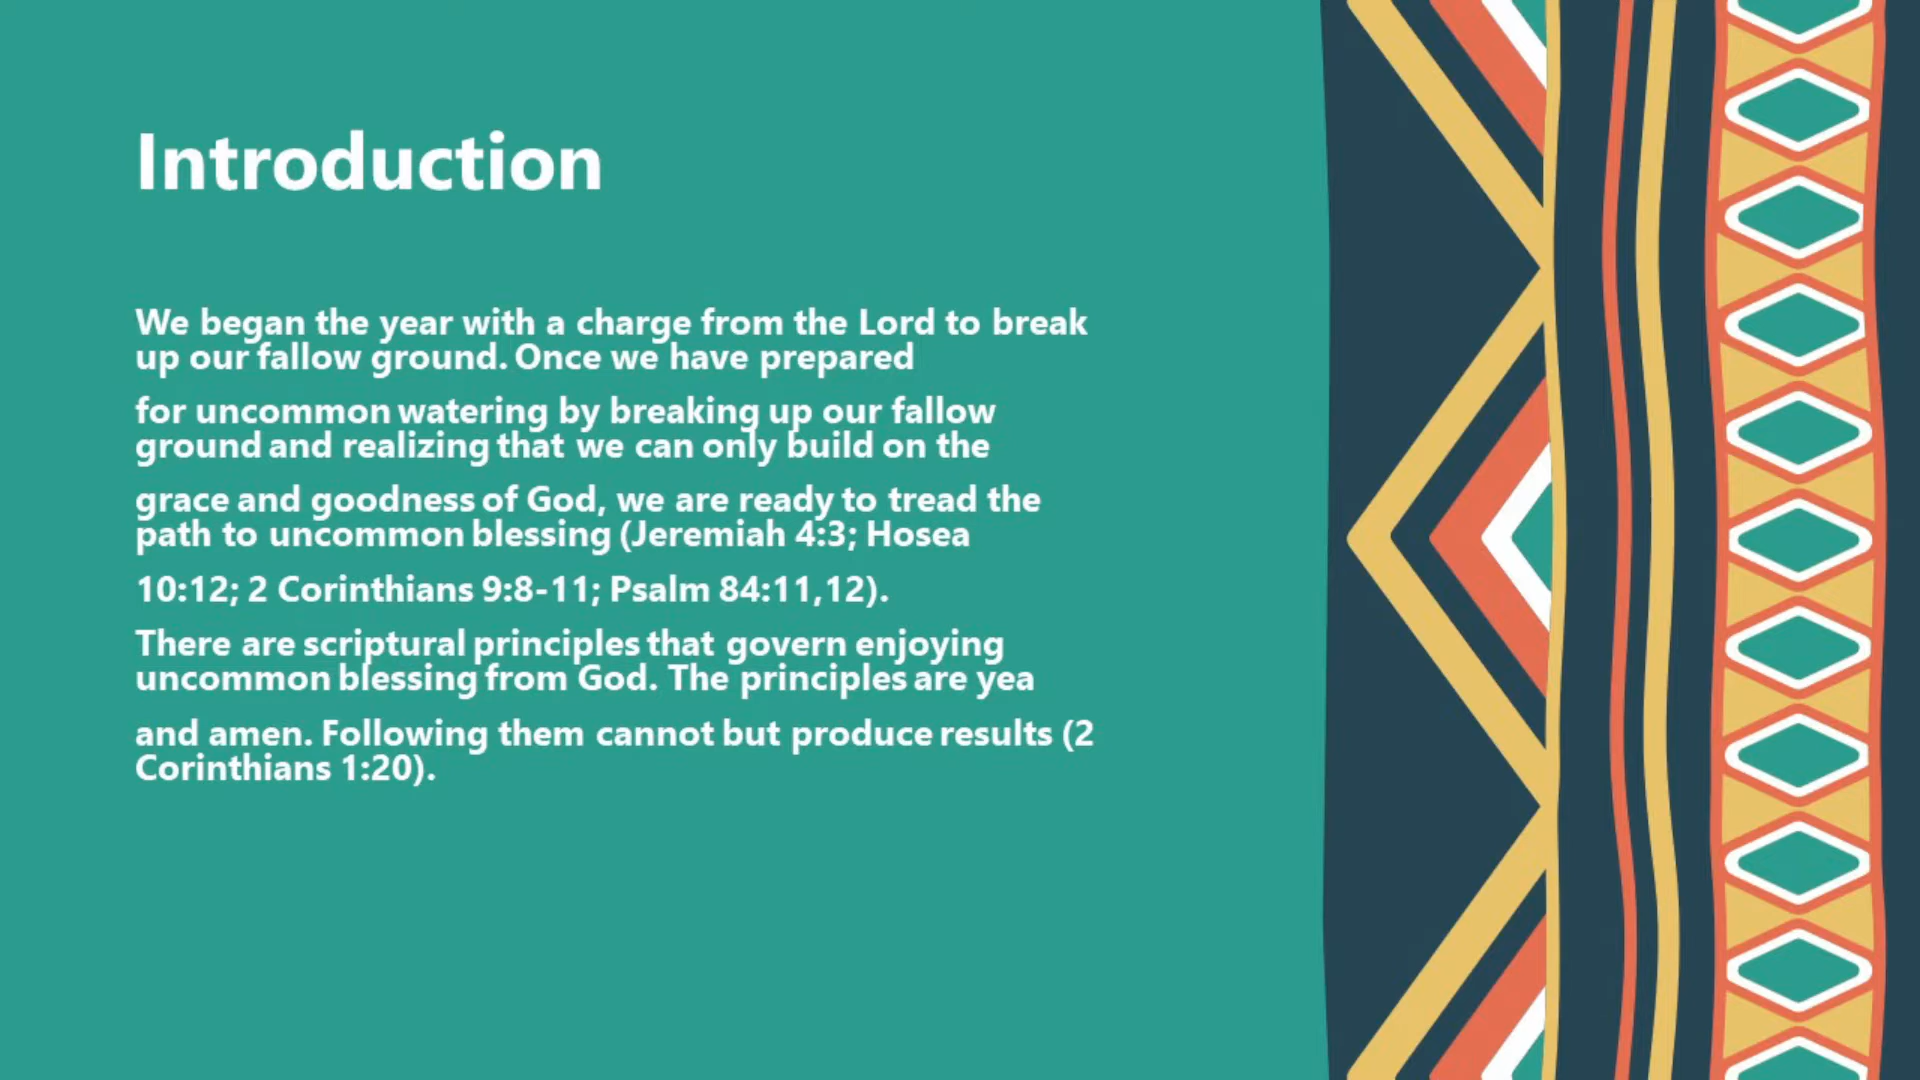 Introduction
We began the year with a charge from the Lord to break
up our fallow ground. Once we have prepared
for uncommon watering by breaking up our fallow
ground and realizing that we can only build on the
grace and goodness of God, we are ready to tread the
path to uncommon blessing (Jeremiah 4:3; Hosea
10:12; 2 Corinthians 9:8-11; Psalm 84:11,12).
There are scriptural principles that govern enjoying
uncommon blessing from God. The principles are yea
and amen. Following them cannot but produce results (2
Corinthians 1:20).